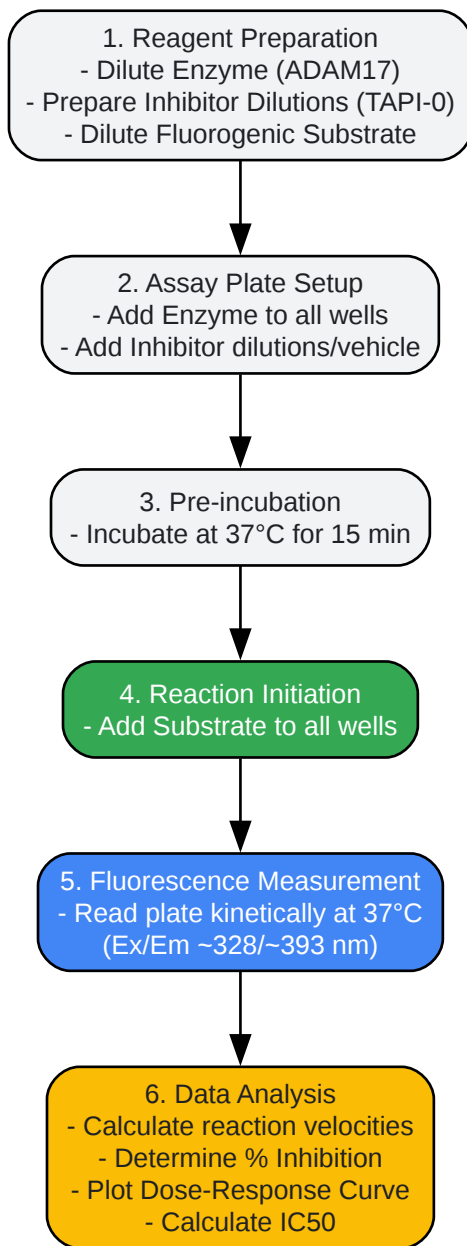 1. Reagent Preparation
- Dilute Enzyme (ADAM17)
- Prepare Inhibitor Dilutions (TAPI-0)
- Dilute Fluorogenic Substrate
2. Assay Plate Setup
- Add Enzyme to all wells
- Add Inhibitor dilutions/vehicle
3. Pre-incubation
- Incubate at 37°C for 15 min
4. Reaction Initiation
- Add Substrate to all wells
5. Fluorescence Measurement
- Read plate kinetically at 37°C
(Ex/Em ~328/~393 nm)
6. Data Analysis
- Calculate reaction velocities
- Determine % Inhibition
- Plot Dose-Response Curve
- Calculate IC50